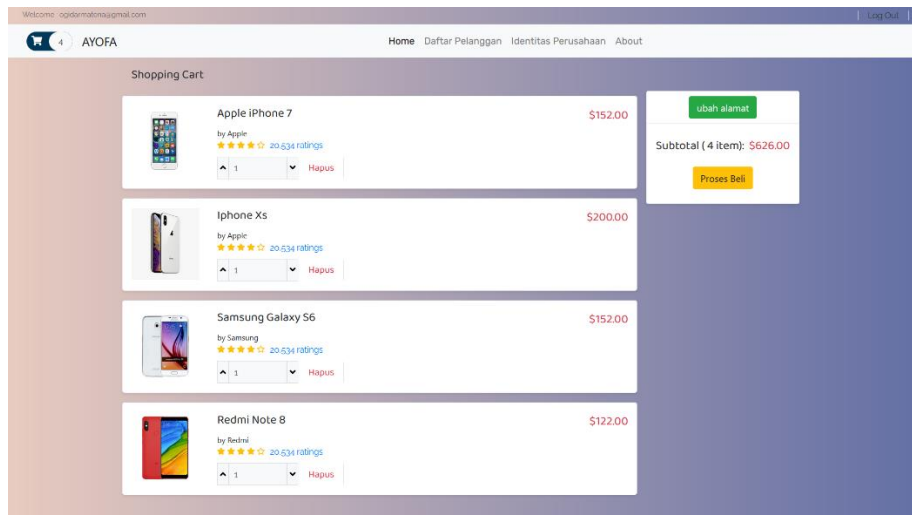 Welcome ogidarmatena@gmail.com
Log Out
4 AYOFA
Home Daftar Pelanggan Identitas Perusahaan About
Shopping Cart
Apple iPhone 7 $152.00
by Apple
20,534 ratings
1 Hapus
Iphone Xs $200.00
by Apple
20,534 ratings
1 Hapus
Samsung Galaxy S6 $152.00
by Samsung
20,534 ratings
1 Hapus
Redmi Note 8 $122.00
by Redmi
20,534 ratings
1 Hapus
ubah alamat
Subtotal ( 4 item): $626.00
Proses Beli